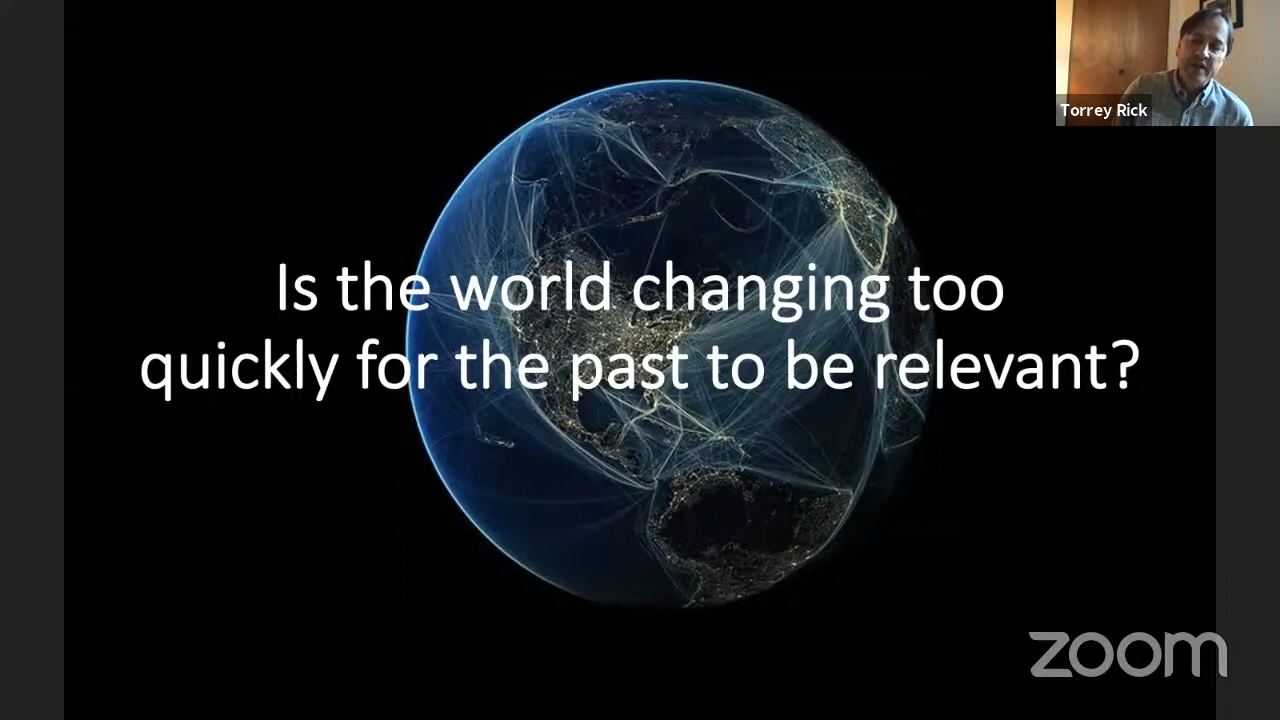 Torrey Rick
Is the world changing too
quickly for the past to be relevant?
zoom